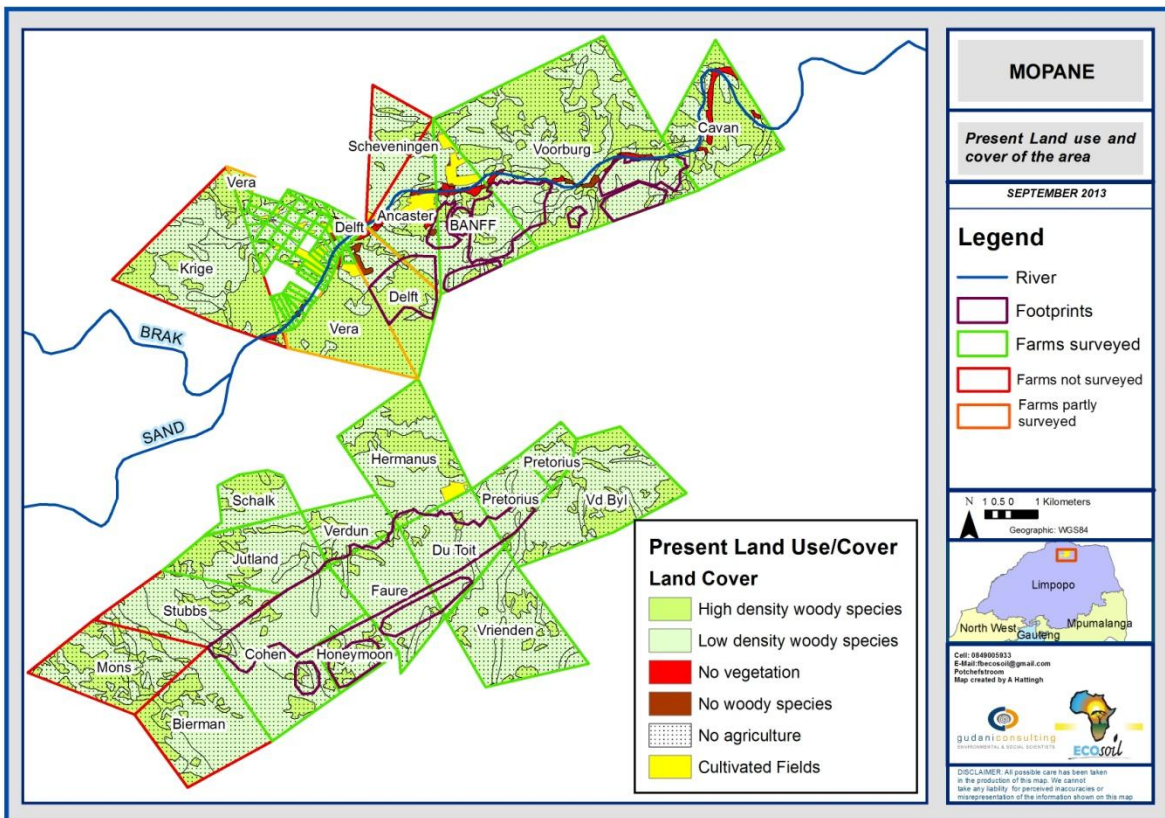 MOPANE
Present Land use and
cover of the area
SEPTEMBER 2013
Legend
River
Footprints
Farms surveyed
Farms not surveyed
Farms partly
surveyed
N
1 0.5 0 1 Kilometers
Geographic: WGS84
Limpopo
North West
Gauteng
Mpumalanga
Cell: 0849005933
E-Mail:fbecosoil@gmail.com
Potchefstroom
Map created by A Hattingh
gudaniconsulting
ENVIRONMENTAL & SOCIAL SCIENTISTS
ECOsoil
DISCLAIMER: All possible care has been taken
in the production of this map. We cannot
take any liability for perceived inaccuracies or
misrepresentation of the information shown on this map.
Cavan
Voorburg
Scheveningen
Vera
Ancaster
BANFF
Delft
Krige
Delft
Vera
BRAK
SAND
Hermanus
Pretorius
Pretorius
Vd Byl
Schalk
Verdun
Du Toit
Jutland
Faure
Stubbs
Vrienden
Cohen
Honeymoon
Mons
Bierman
Present Land Use/Cover
Land Cover
High density woody species
Low density woody species
No vegetation
No woody species
No agriculture
Cultivated Fields